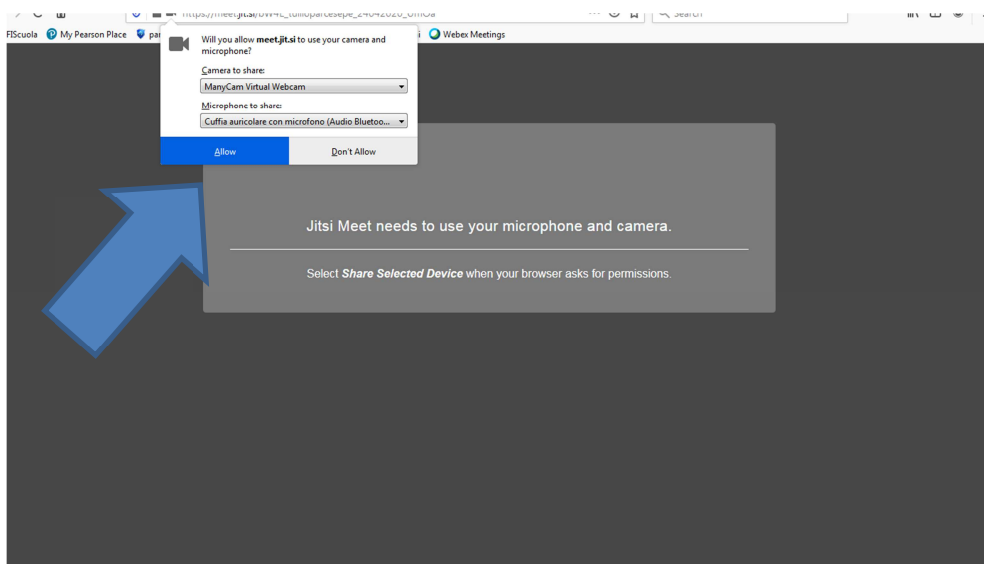 Search
FIScuola My Pearson Place
Webex Meetings
Will you allow meet.jit.si to use your camera and
microphone?
Camera to share:
ManyCam Virtual Webcam
Microphone to share:
Cuffia auricolare con microfono (Audio Bluetoo...
Allow Don't Allow
Jitsi Meet needs to use your microphone and camera.
Select Share Selected Device when your browser asks for permissions.